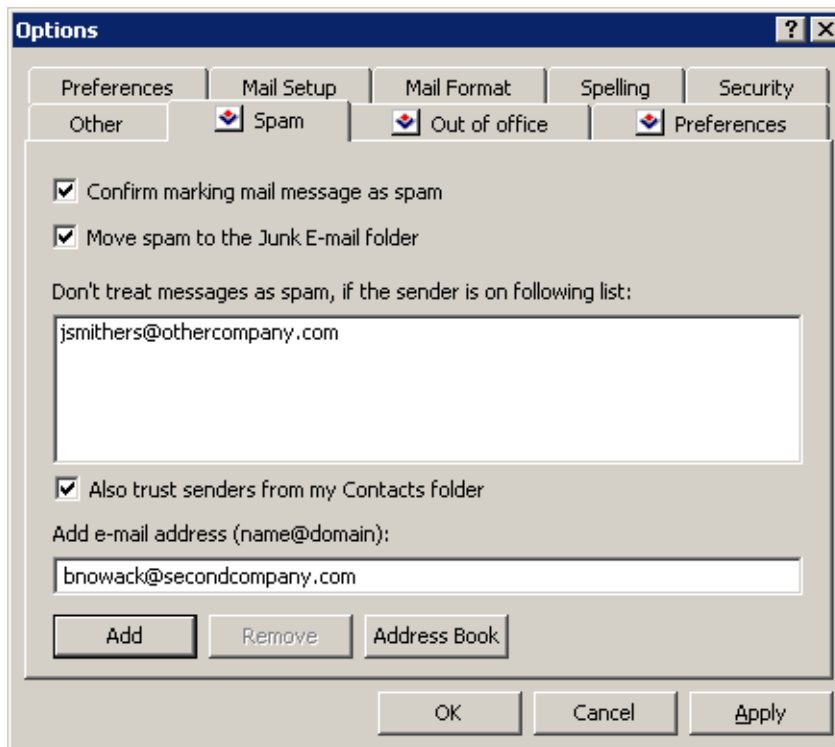 Options
Preferences Mail Setup Mail Format Spelling Security
Other Spam Out of office Preferences
Confirm marking mail message as spam
Move spam to the Junk E-mail folder
Don't treat messages as spam, if the sender is on following list:
jsmithers@othercompany.com
Also trust senders from my Contacts folder
Add e-mail address (name@domain):
bnowack@secondcompany.com
Add Remove Address Book
OK Cancel Apply